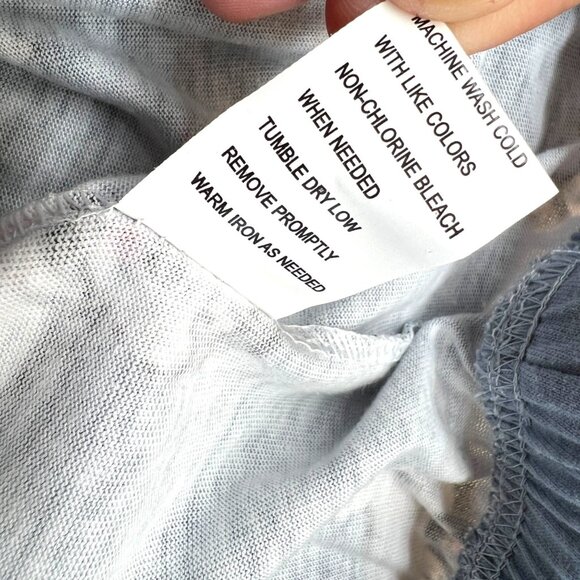 MACHINE WASH COLD
WITH LIKE COLORS
NON-CHLORINE BLEACH
WHEN NEEDED
TUMBLE DRY LOW
REMOVE PROMPTLY
WARM IRON AS NEEDED